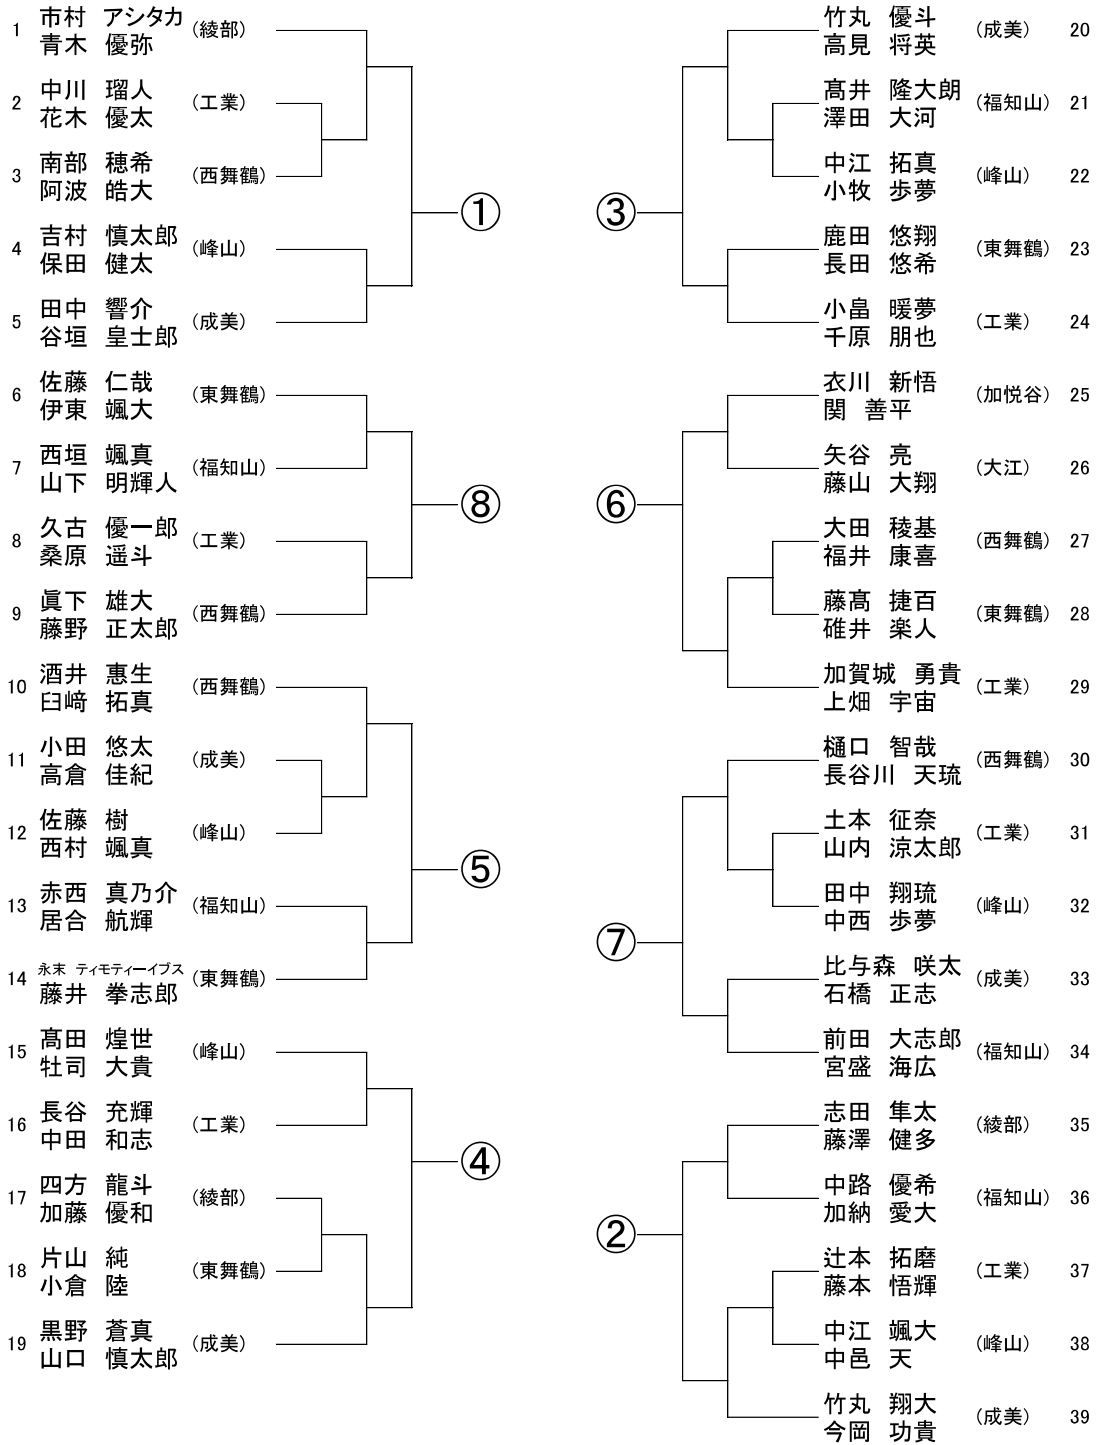 1 市村 アシタカ (綾部)
青木 優弥
2 中川 瑠人 (工業)
花木 優太
3 南部 穂希 (西舞鶴)
阿波 皓大
①
4 吉村 慎太郎 (峰山)
保田 健太
5 田中 響介 (成美)
谷垣 皇士郎
6 佐藤 仁哉 (東舞鶴)
伊東 颯大
7 西垣 颯真 (福知山)
山下 明輝人
⑧
8 久古 優一郎 (工業)
桑原 遥斗
9 眞下 雄大 (西舞鶴)
藤野 正太郎
10 酒井 惠生 (西舞鶴)
臼﨑 拓真
11 小田 悠太 (成美)
高倉 佳紀
12 佐藤 樹 (峰山)
西村 颯真
⑤
13 赤西 真乃介 (福知山)
居合 航輝
14 永末 ティモティーイブス (東舞鶴)
藤井 拳志郎
15 髙田 煌世 (峰山)
牡司 大貴
16 長谷 充輝 (工業)
中田 和志
④
17 四方 龍斗 (綾部)
加藤 優和
18 片山 純 (東舞鶴)
小倉 陸
19 黒野 蒼真 (成美)
山口 慎太郎
竹丸 優斗 (成美) 20
高見 将英
髙井 隆大朗 (福知山) 21
澤田 大河
中江 拓真 (峰山) 22
小牧 歩夢
③
鹿田 悠翔 (東舞鶴) 23
長田 悠希
小畠 暖夢 (工業) 24
千原 朋也
衣川 新悟 (加悦谷) 25
関 善平
矢谷 亮 (大江) 26
藤山 大翔
⑥
大田 稜基 (西舞鶴) 27
福井 康喜
藤髙 捷百 (東舞鶴) 28
碓井 楽人
加賀城 勇貴 (工業) 29
上畑 宇宙
樋口 智哉 (西舞鶴) 30
長谷川 天琉
土本 征奈 (工業) 31
山内 涼太郎
田中 翔琉 (峰山) 32
中西 歩夢
⑦
比与森 咲太 (成美) 33
石橋 正志
前田 大志郎 (福知山) 34
宮盛 海広
志田 隼太 (綾部) 35
藤澤 健多
中路 優希 (福知山) 36
加納 愛大
②
辻本 拓磨 (工業) 37
藤本 悟輝
中江 颯大 (峰山) 38
中邑 天
竹丸 翔大 (成美) 39
今岡 功貴